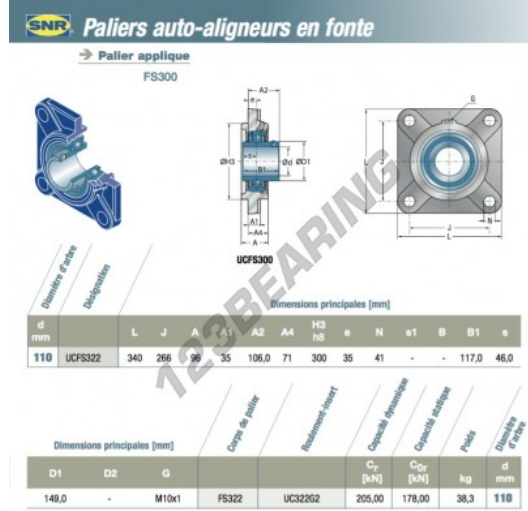 SNR Paliers auto-aligneurs en fonte
Palier applique
FS300
A2
e
G
ØH3
s
B1
Ød
ØD1
L
J
A1
A4
A
N
J
L
UCFS300
123BEARING
Diamètre d'arbre
Désignation
Dimensions principales [mm]
d mm L J A A1 A2 A4 H3 h8 e N s1 B B1 s
110 UCFS322 340 266 96 35 106,0 71 300 35 41 - - 117,0 46,0
Dimensions principales [mm]
Corps de palier
Roulement-insert
Capacité dynamique
Capacité statique
Poids
Diamètre d'arbre
D1 D2 G Cr [kN] C0r [kN] kg d mm
149,0 - M10x1 FS322 UC322G2 205,00 178,00 38,3 110